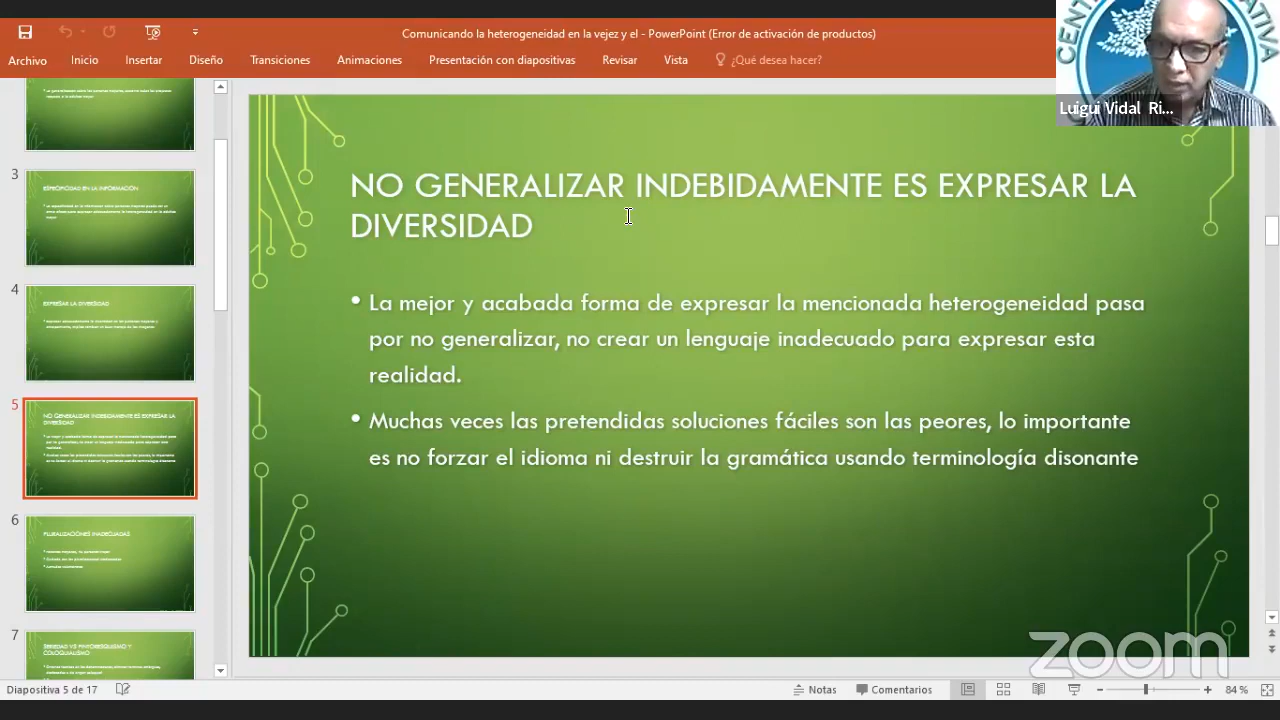 Comunicando la heterogeneidad en la vejez y el - PowerPoint (Error de activación de productos)
Archivo Inicio Insertar Diseño Transiciones Animaciones Presentación con diapositivas Revisar Vista ¿Qué desea hacer?
Luigui Vidal Ri...
3
ESPECIFICIDAD EN LA INFORMACIÓN
4
EXPRESAR LA DIVERSIDAD
5
NO GENERALIZAR INDEBIDAMENTE ES EXPRESAR LA
DIVERSIDAD
6
PLURALIZACIONES INADECUADAS
7
SERIEDAD VS PINTORESQUISMO Y
COLOQUIALISMO
NO GENERALIZAR INDEBIDAMENTE ES EXPRESAR LA
DIVERSIDAD
• La mejor y acabada forma de expresar la mencionada heterogeneidad pasa
por no generalizar, no crear un lenguaje inadecuado para expresar esta
realidad.
• Muchas veces las pretendidas soluciones fáciles son las peores, lo importante
es no forzar el idioma ni destruir la gramática usando terminología disonante
zoom
Diapositiva 5 de 17 Notas Comentarios 84 %